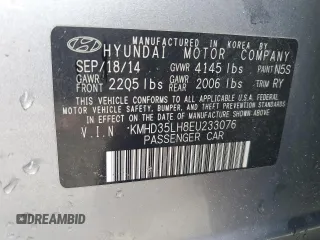 MANUFACTURED IN KOREA BY
HYUNDAI MOTOR COMPANY
SEP/18/14 GVWR 4145 lbs PAINT N5S
GAWR FRONT 2205 lbs GAWR REAR 2006 lbs TRIM RY
THIS VEHICLE CONFORMS TO ALL APPLICABLE
U.S.A. FEDERAL MOTOR VEHICLE SAFETY, BUMPER,
AND THEFT PREVENTION STANDARDS IN EFFECT ON
THE DATE OF MANUFACTURE SHOWN ABOVE.
V.I.N *KMHD35LH8EU233076
PASSENGER CAR
AUTOBIDCAR